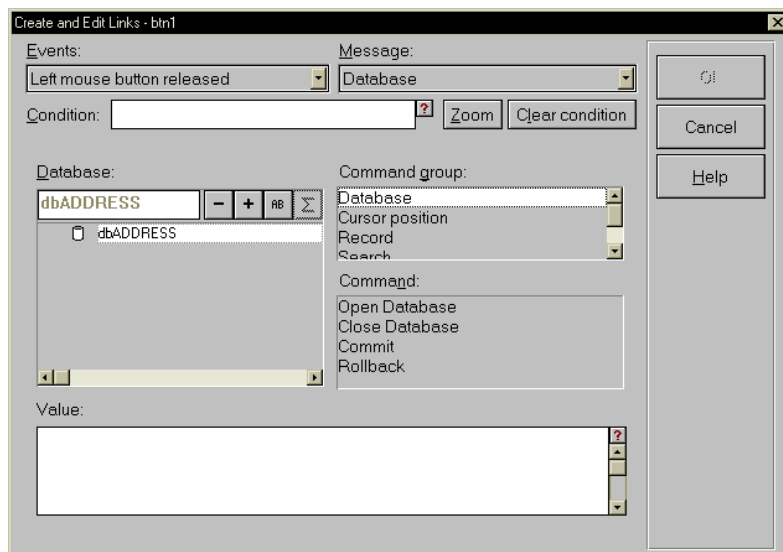 Create and Edit Links - btn1
Events:
Message:
Left mouse button released
Database
Condition:
?
Zoom
Clear condition
Cancel
Help
Database:
Command group:
dbADDRESS
- + AB Σ
dbADDRESS
Database
Cursor position
Record
Search
Command:
Open Database
Close Database
Commit
Rollback
Value:
?